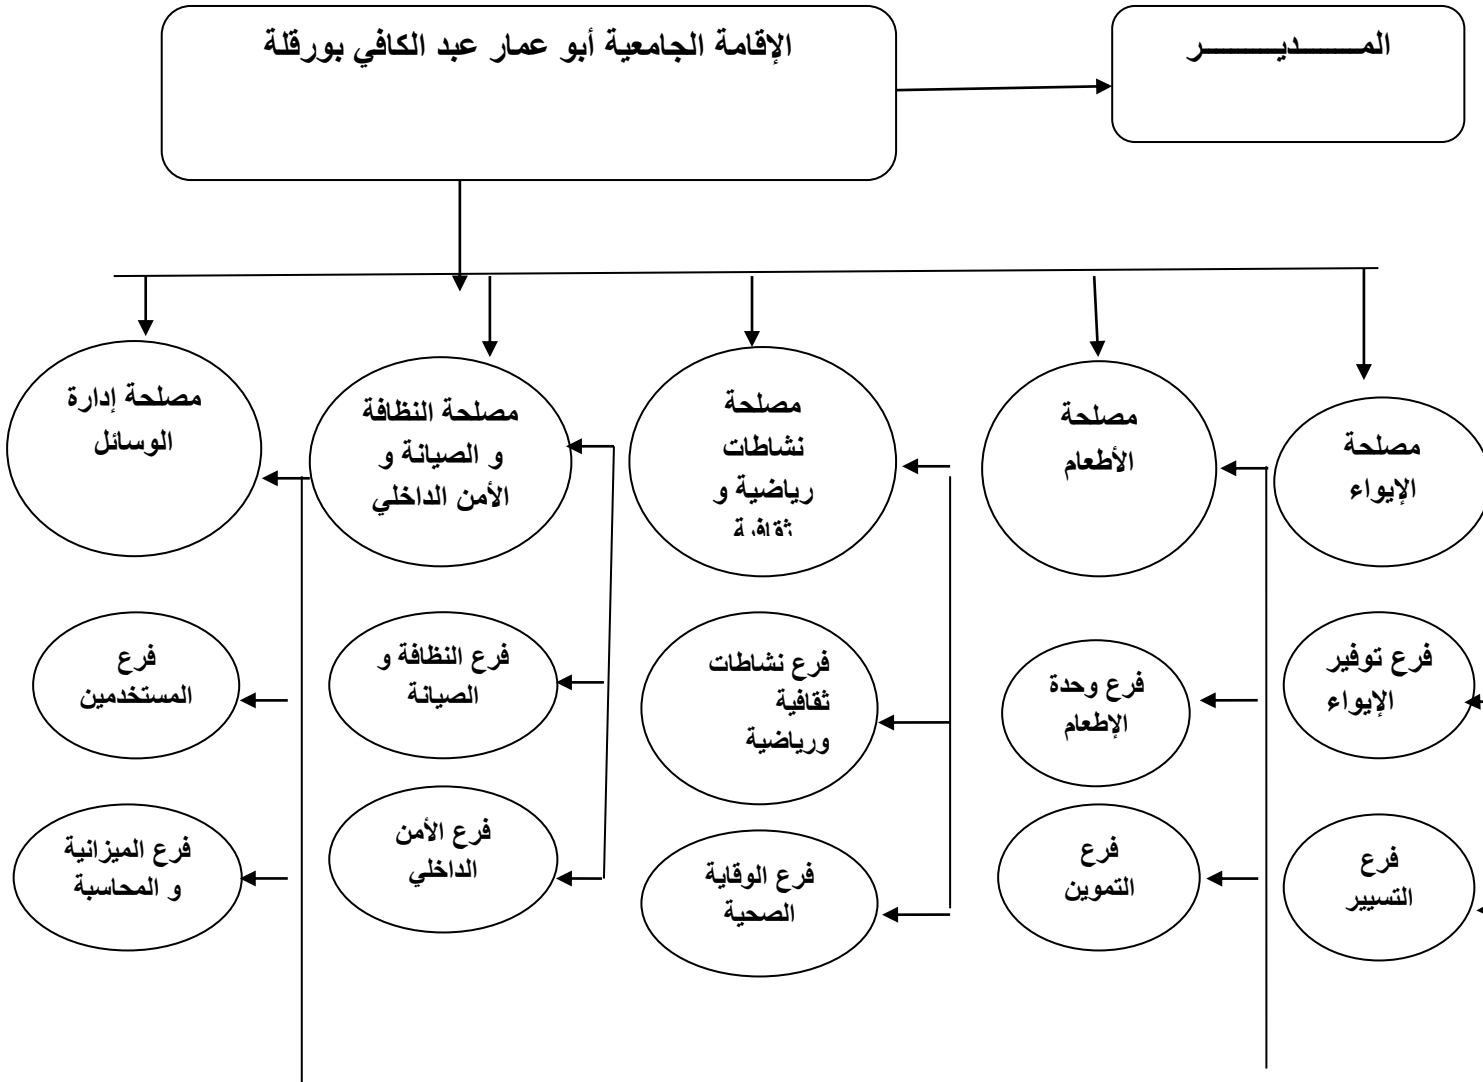 الإقامة الجامعية أبو عمار عبد الكافي بورقلة
المـــــــديـــــــــر
مصلحة
الإيواء
مصلحة
الأطعام
مصلحة
نشاطات
رياضية و
ثقافية
مصلحة النظافة
و الصيانة و
الأمن الداخلي
مصلحة إدارة
الوسائل
فرع توفير
الإيواء
فرع وحدة
الإطعام
فرع نشاطات
ثقافية
ورياضية
فرع النظافة و
الصيانة
فرع
المستخدمين
فرع
التسيير
فرع
التموين
فرع الوقاية
الصحية
فرع الأمن
الداخلي
فرع الميزانية
و المحاسبة